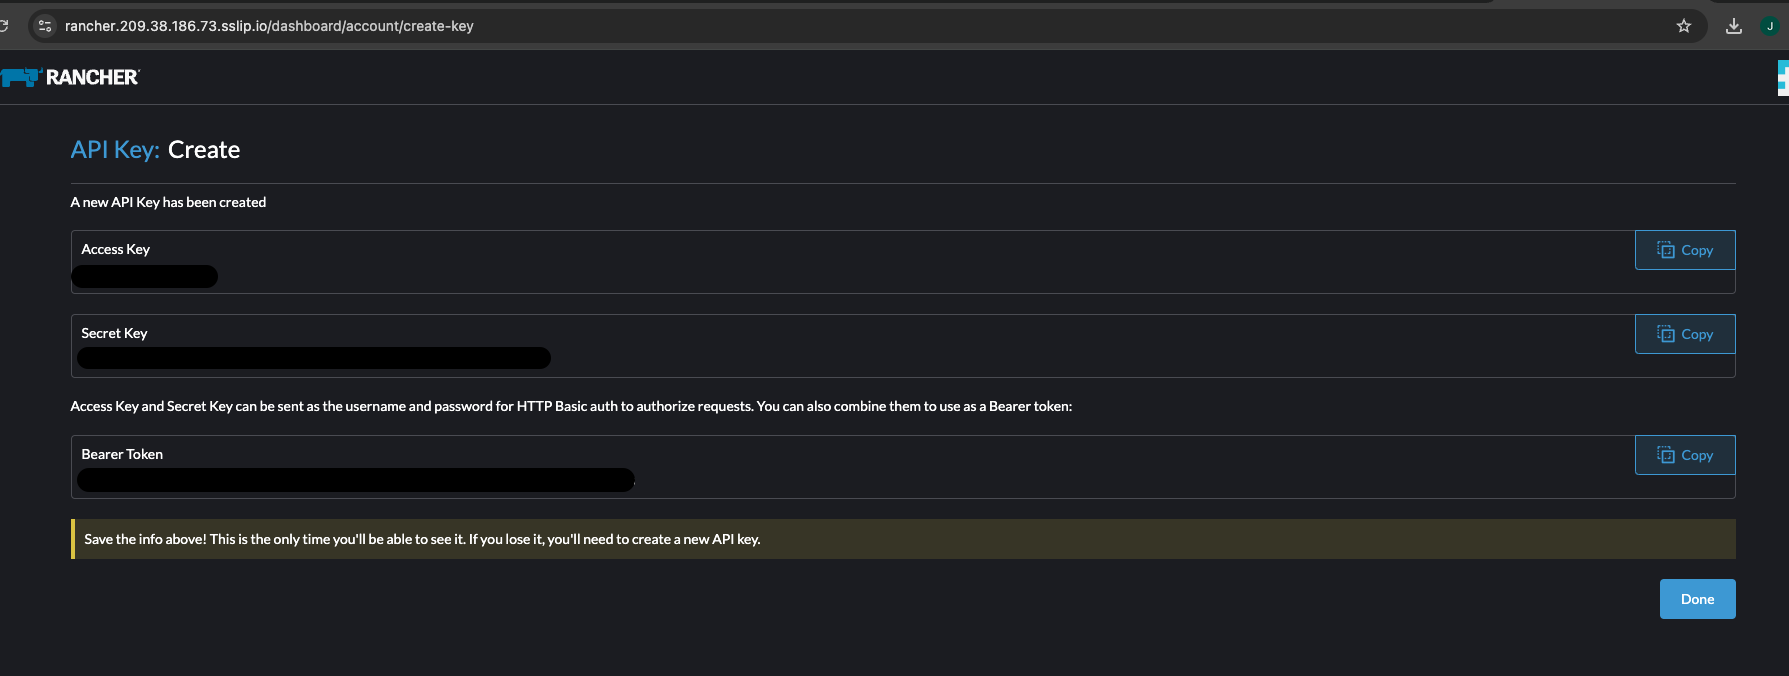 rancher.209.38.186.73.sslip.io/dashboard/account/create-key
J
RANCHER
API Key: Create
A new API Key has been created
Access Key
Copy
Secret Key
Copy
Access Key and Secret Key can be sent as the username and password for HTTP Basic auth to authorize requests. You can also combine them to use as a Bearer token:
Bearer Token
Copy
Save the info above! This is the only time you'll be able to see it. If you lose it, you'll need to create a new API key.
Done